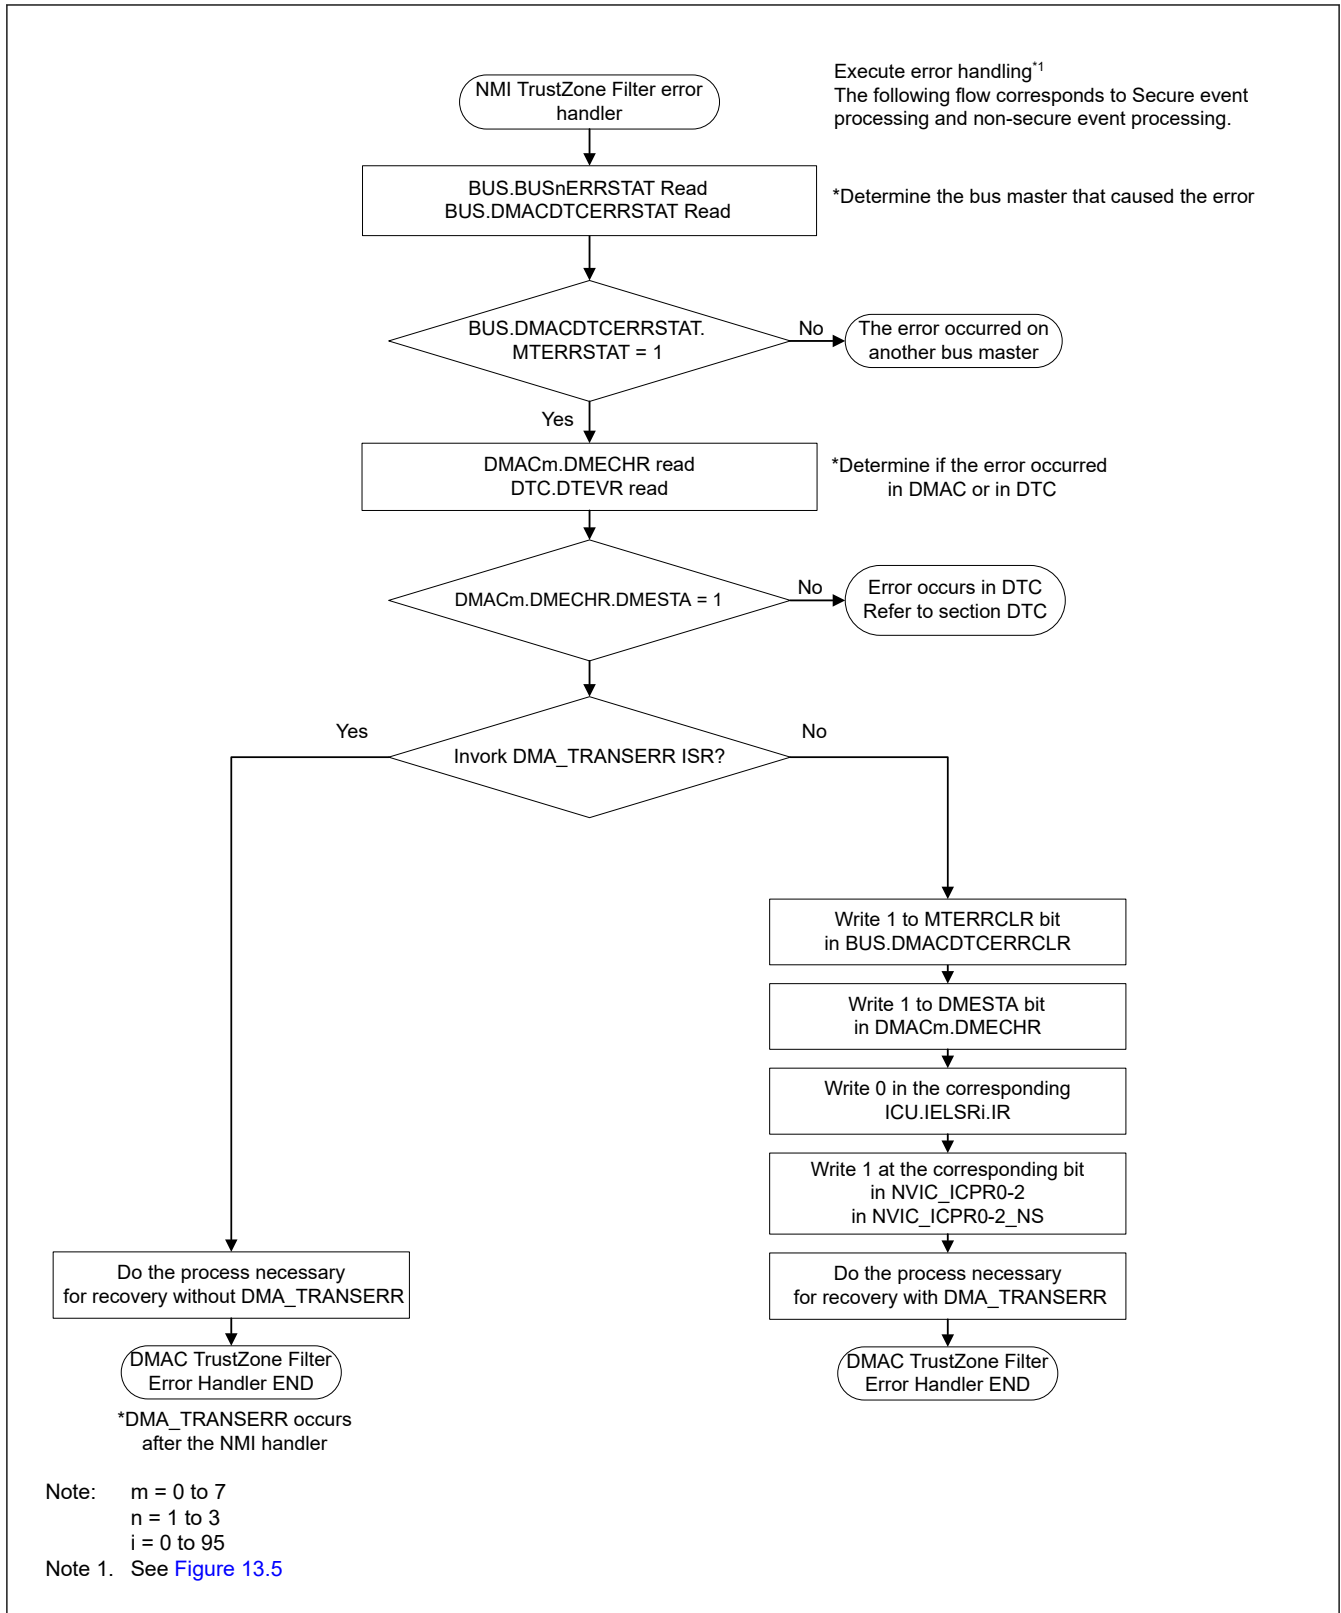 NMI TrustZone Filter error
handler
Execute error handling*1
The following flow corresponds to Secure event
processing and non-secure event processing.
BUS.BUSnERRSTAT Read
BUS.DMACDTCERRSTAT Read
*Determine the bus master that caused the error
BUS.DMACDTCERRSTAT.
MTERRSTAT = 1
No
The error occurred on
another bus master
Yes
DMACm.DMECHR read
DTC.DTEVR read
*Determine if the error occurred
in DMAC or in DTC
DMACm.DMECHR.DMESTA = 1
No
Error occurs in DTC
Refer to section DTC
Yes
Invork DMA_TRANSERR ISR?
No
Write 1 to MTERRCLR bit
in BUS.DMACDTCERRCLR
Write 1 to DMESTA bit
in DMACm.DMECHR
Write 0 in the corresponding
ICU.IELSRi.IR
Write 1 at the corresponding bit
in NVIC_ICPR0-2
in NVIC_ICPR0-2_NS
Do the process necessary
for recovery without DMA_TRANSERR
Do the process necessary
for recovery with DMA_TRANSERR
DMAC TrustZone Filter
Error Handler END
DMAC TrustZone Filter
Error Handler END
*DMA_TRANSERR occurs
after the NMI handler
Note: m = 0 to 7
n = 1 to 3
i = 0 to 95
Note 1. See Figure 13.5